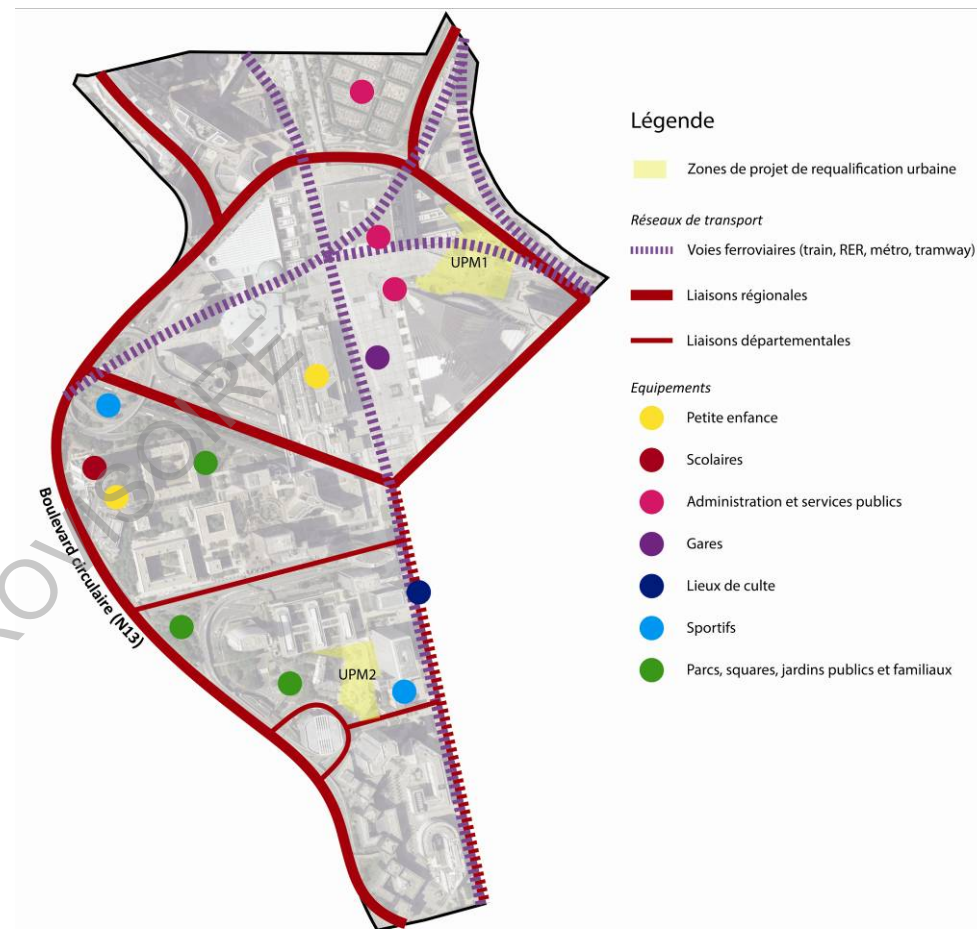 Légende
Zones de projet de requalification urbaine
Réseaux de transport
Voies ferroviaires (train, RER, métro, tramway)
Liaisons régionales
Liaisons départementales
Equipements
Petite enfance
Scolaires
Administration et services publics
Gares
Lieux de culte
Sportifs
Parcs, squares, jardins publics et familiaux
UPM1
UPM2
Boulevard circulaire (N13)
ROVISOIRE